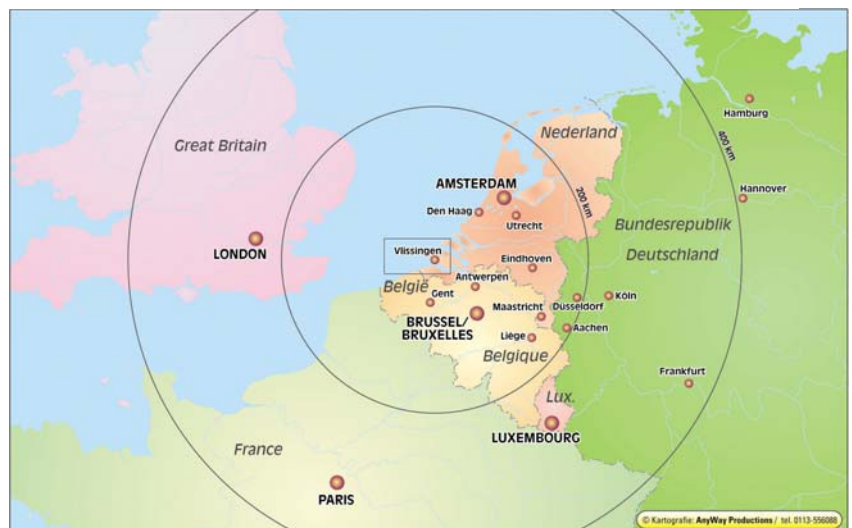 Hamburg
400 km
Nederland
Great Britain
AMSTERDAM
Hannover
200 km
Den Haag
Utrecht
Bundesrepublik
Deutschland
LONDON
Vlissingen
Eindhoven
België
Antwerpen
Gent
Köln
Düsseldorf
Maastricht
BRUSSEL/
BRUXELLES
Aachen
Liège
Belgique
Frankfurt
Lux.
LUXEMBOURG
France
PARIS
© Kartografie: AnyWay Productions / tel. 0113-556088